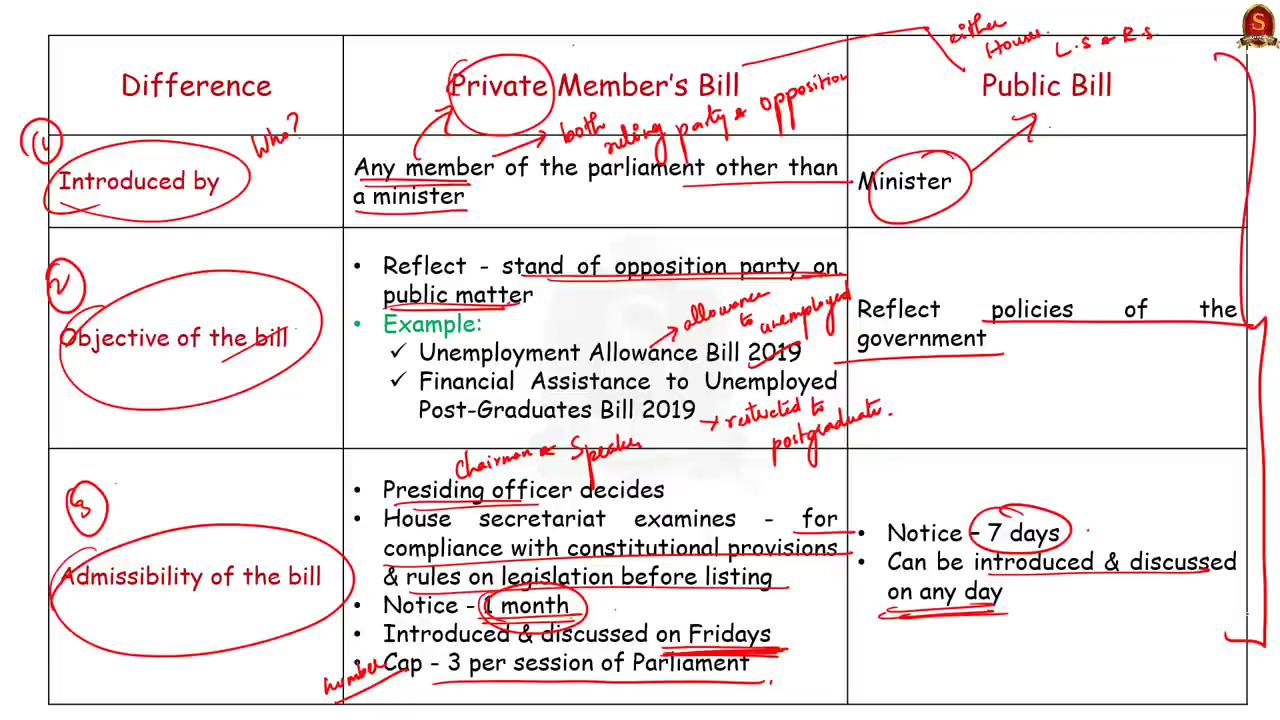 S
either
House
L.S & R.S
Difference
Private Member's Bill
Public Bill
①
Who?
both
ruling party & opposition
Introduced by
Any member of the parliament other than
a minister
Minister
②
Objective of the bill
• Reflect - stand of opposition party on
public matter
• Example:
allowance
to unemployed
✓ Unemployment Allowance Bill 2019
✓ Financial Assistance to Unemployed
Post-Graduates Bill 2019
→ restricted to
postgraduate.
Reflect policies of the
government
③
Admissibility of the bill
Chairman or Speaker
• Presiding officer decides
• House secretariat examines - for
compliance with constitutional provisions
& rules on legislation before listing
• Notice - 1 month
• Introduced & discussed on Fridays
number
• Cap - 3 per session of Parliament
• Notice - 7 days
• Can be introduced & discussed
on any day